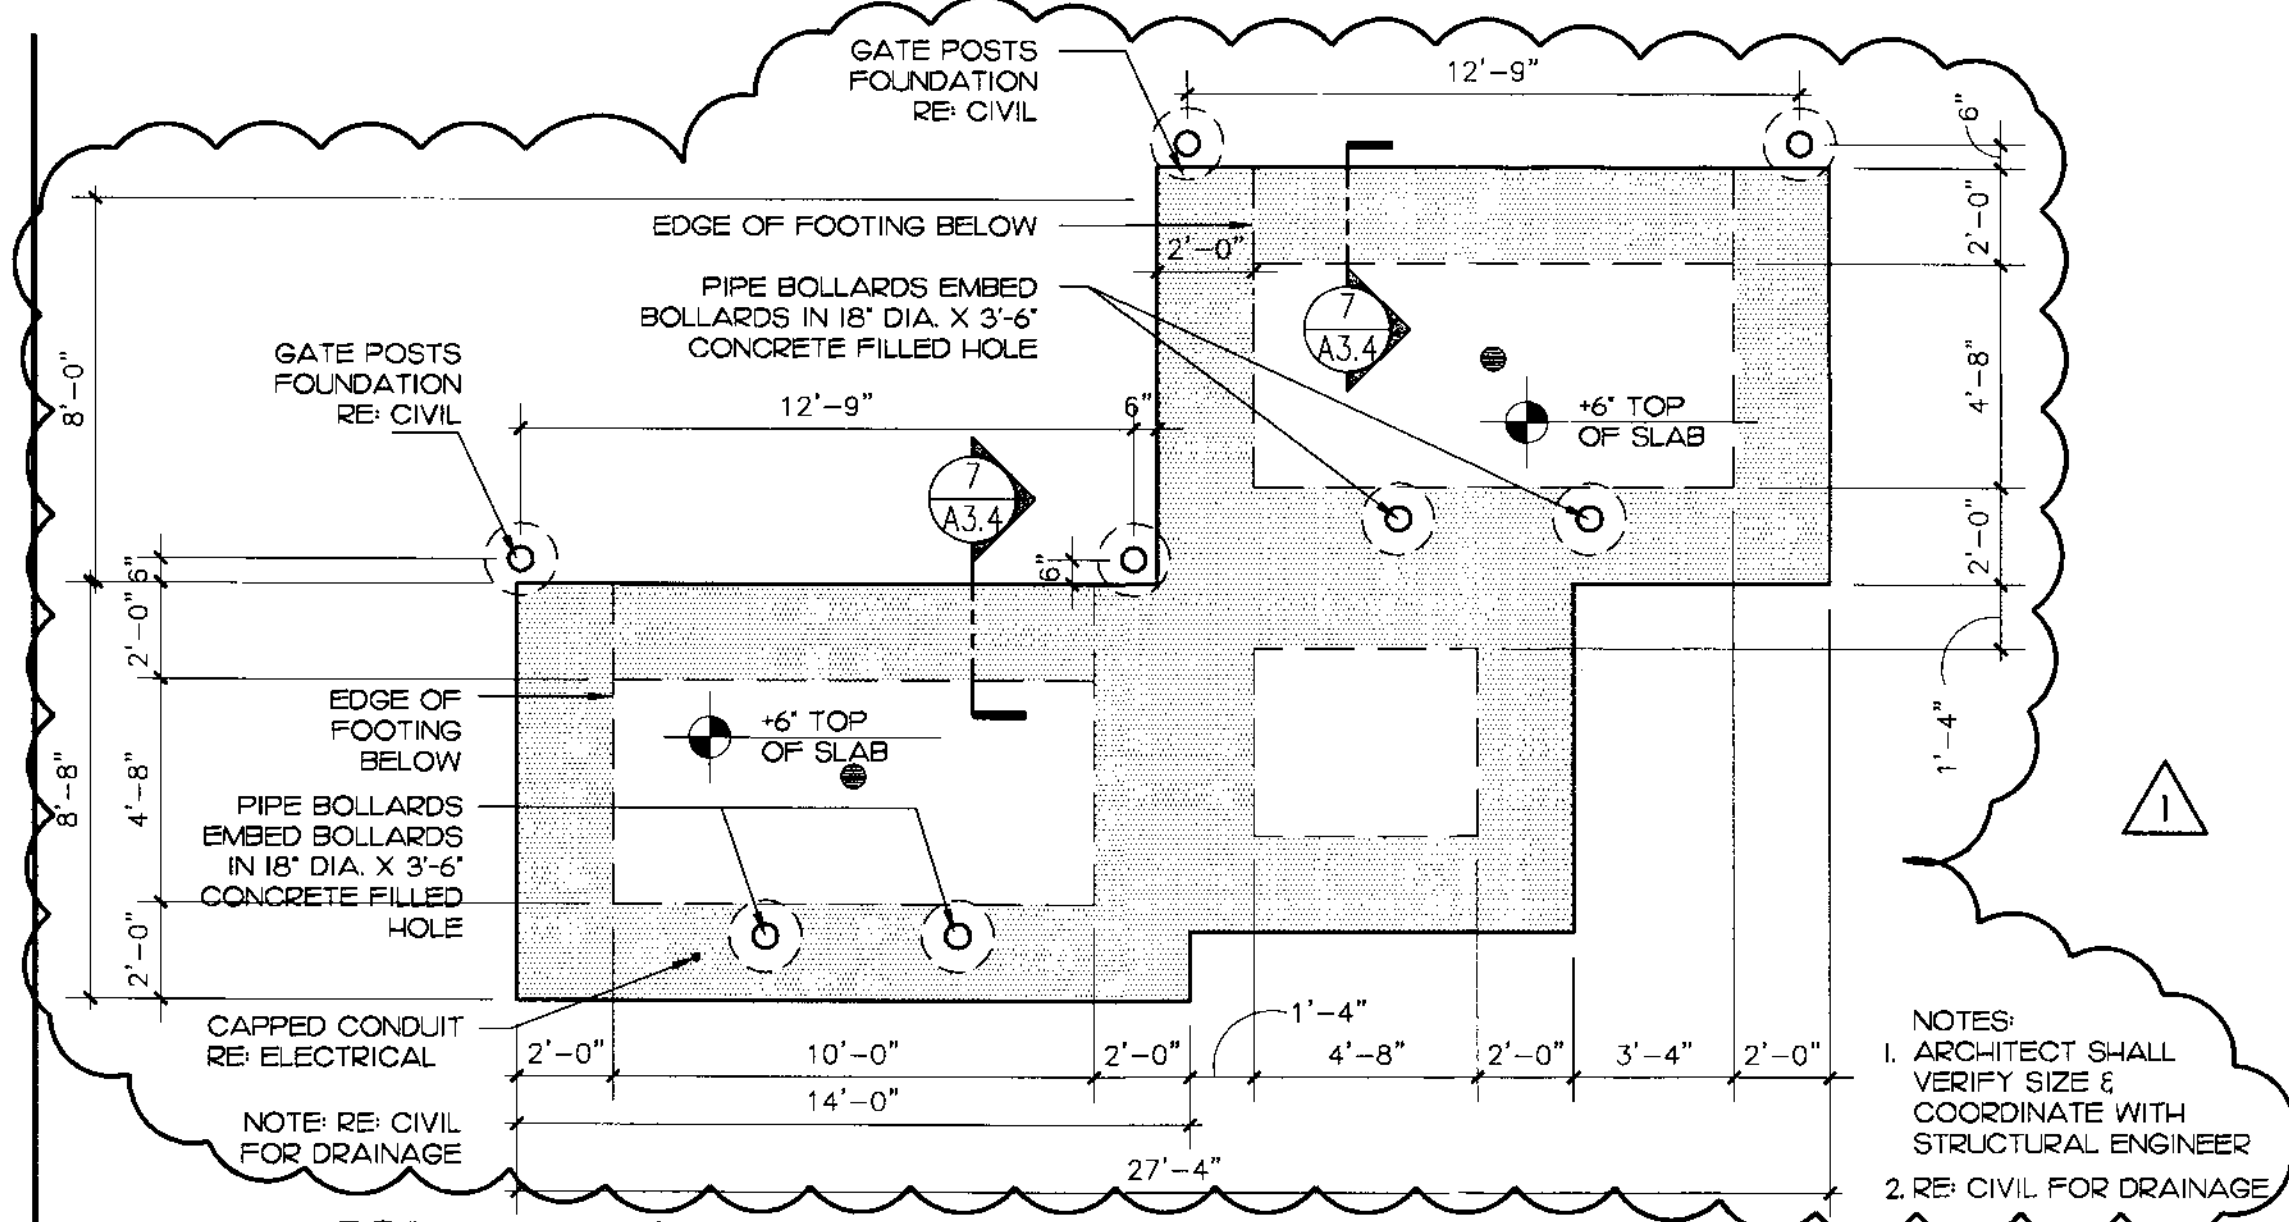 GATE POSTS
FOUNDATION
RE: CIVIL
12'-9"
6"
2'-0"
4'-8"
2'-0"
1'-4"
EDGE OF FOOTING BELOW
2'-0"
PIPE BOLLARDS EMBED
BOLLARDS IN 18" DIA. X 3'-6"
CONCRETE FILLED HOLE
7
A3.4
+6" TOP
OF SLAB
GATE POSTS
FOUNDATION
RE: CIVIL
12'-9"
6"
7
A3.4
6"
8'-0"
8'-8"
6"
2'-0"
4'-8"
2'-0"
EDGE OF
FOOTING
BELOW
+6" TOP
OF SLAB
PIPE BOLLARDS
EMBED BOLLARDS
IN 18" DIA. X 3'-6"
CONCRETE FILLED
HOLE
CAPPED CONDUIT
RE: ELECTRICAL
NOTE: RE: CIVIL
FOR DRAINAGE
2'-0"
10'-0"
2'-0"
1'-4"
4'-8"
2'-0"
3'-4"
2'-0"
14'-0"
27'-4"
1
NOTES:
1. ARCHITECT SHALL
VERIFY SIZE &
COORDINATE WITH
STRUCTURAL ENGINEER
2. RE: CIVIL FOR DRAINAGE